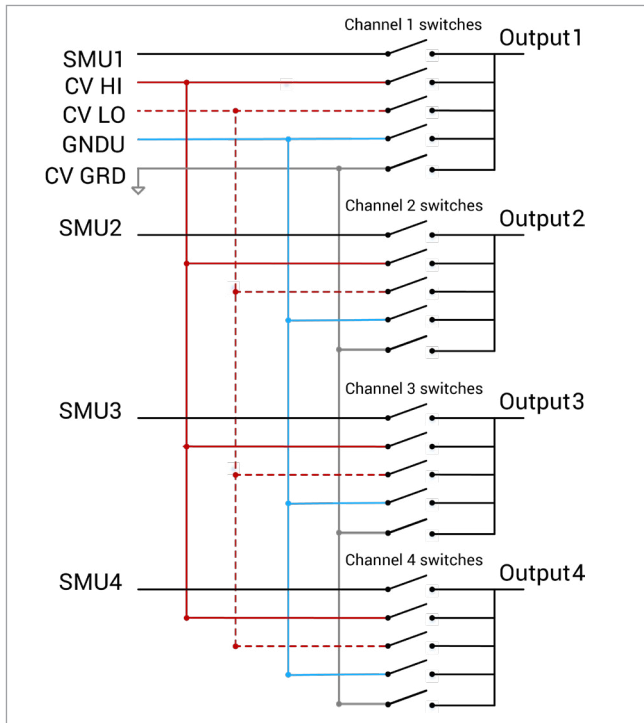 Channel 1 switches
SMU1
Output1
CV HI
CV LO
GNDU
CV GRD
Channel 2 switches
SMU2
Output2
Channel 3 switches
SMU3
Output3
Channel 4 switches
SMU4
Output4